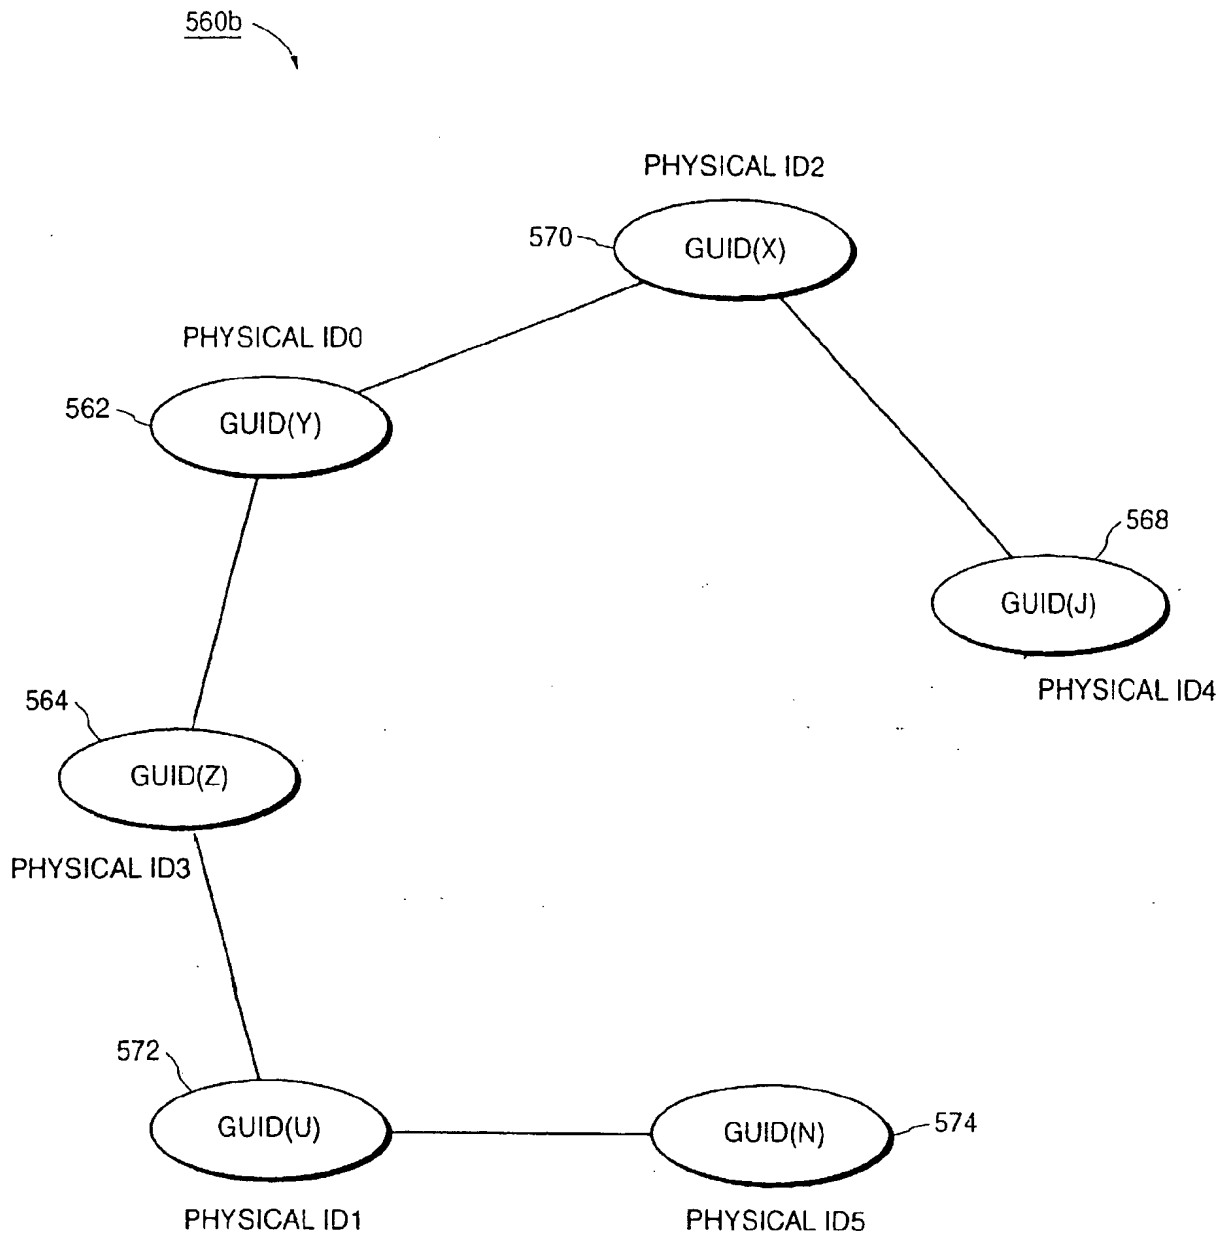 560b
PHYSICAL ID2
570
GUID(X)
PHYSICAL ID0
562
GUID(Y)
568
GUID(J)
PHYSICAL ID4
564
GUID(Z)
PHYSICAL ID3
572
GUID(U)
GUID(N)
574
PHYSICAL ID1
PHYSICAL ID5